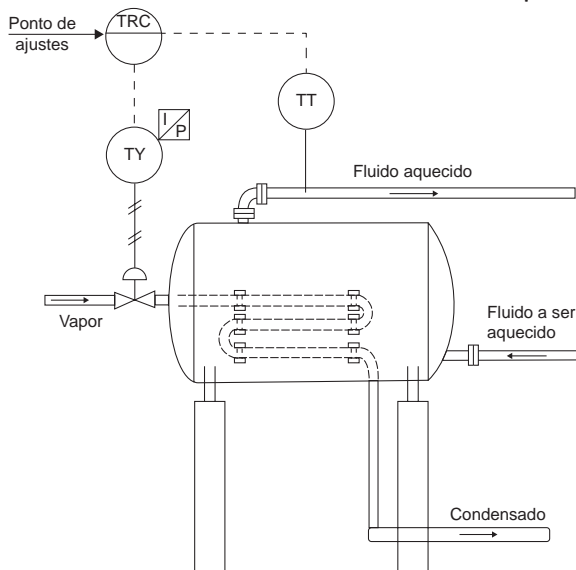 Ponto de
ajustes
TRC
TT
I
P
TY
Fluido aquecido
Vapor
Fluido a ser
aquecido
Condensado